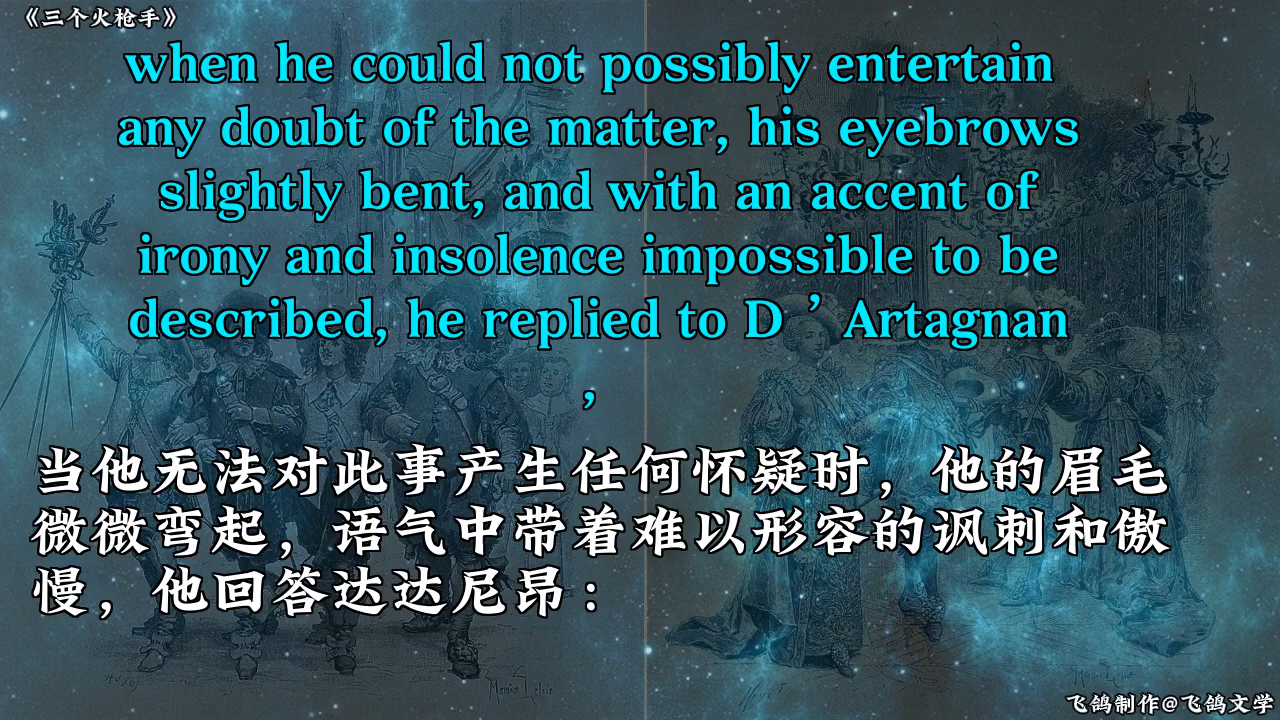 《三个火枪手》
when he could not possibly entertain
any doubt of the matter, his eyebrows
slightly bent, and with an accent of
irony and insolence impossible to be
described, he replied to D ’ Artagnan
,
当他无法对此事产生任何怀疑时，他的眉毛
微微弯起，语气中带着难以形容的讽刺和傲
慢，他回答达达尼昂：
飞鸽制作@飞鸽文学